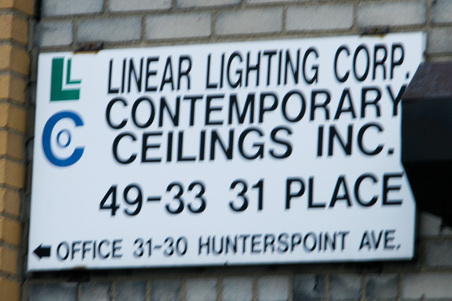 LINEAR LIGHTING CORP.
CONTEMPORARY
CEILINGS INC.
49-33 31 PLACE
OFFICE 31-30 HUNTERSPOINT AVE.